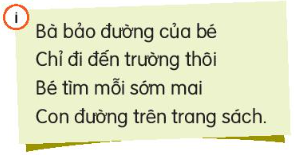 i
Bà bảo đường của bé
Chỉ đi đến trường thôi
Bé tìm mỗi sớm mai
Con đường trên trang sách.